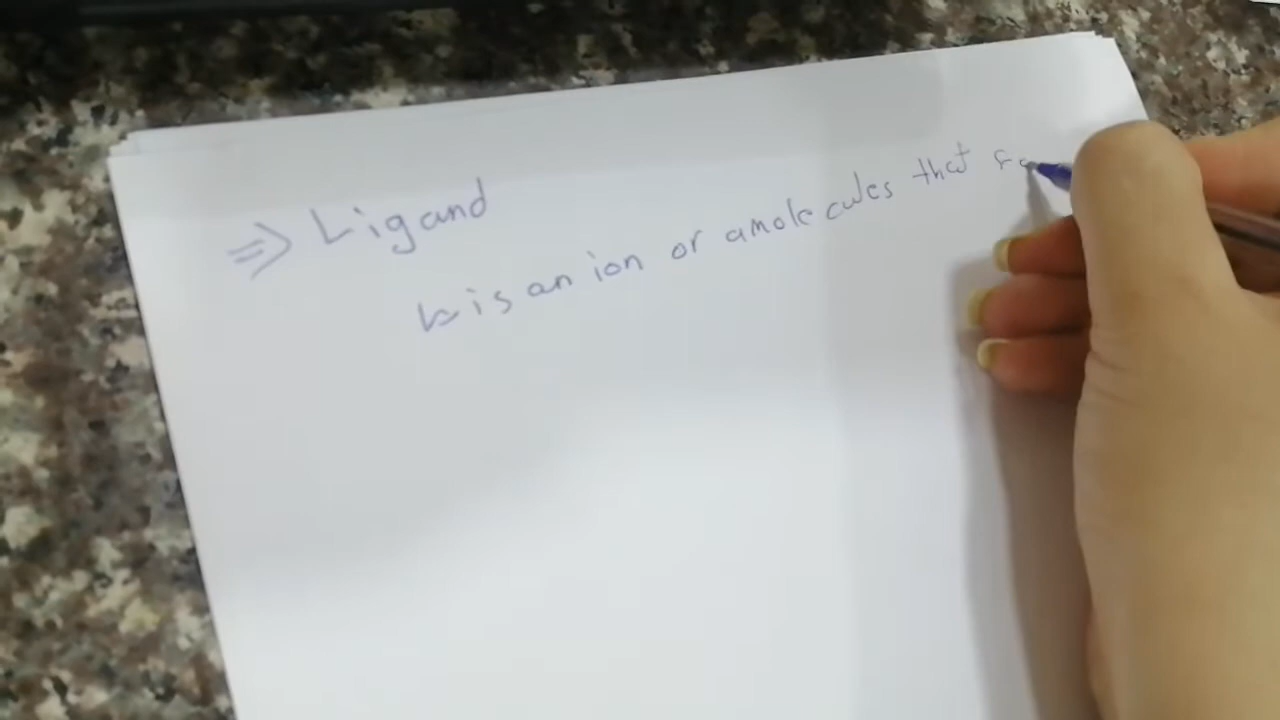 ⇒ Ligand
is an ion or amolecules that